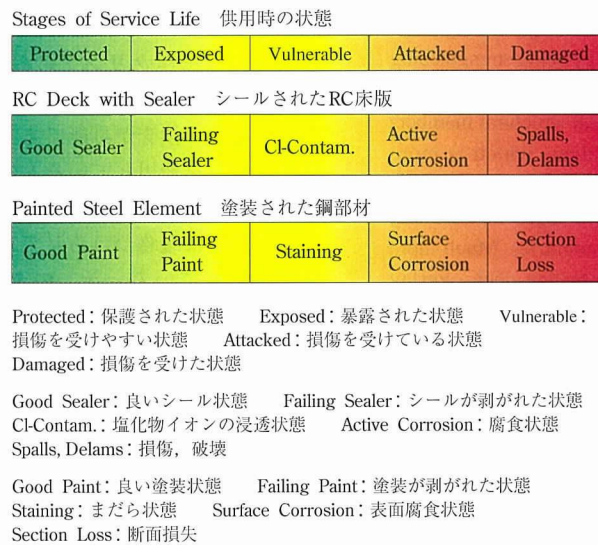 Stages of Service Life　供用時の状態
Protected　Exposed　Vulnerable　Attacked　Damaged
RC Deck with Sealer　シールされたRC床版
Good Sealer　Failing Sealer　Cl-Contam.　Active Corrosion　Spalls, Delams
Painted Steel Element　塗装された鋼部材
Good Paint　Failing Paint　Staining　Surface Corrosion　Section Loss
Protected：保護された状態　Exposed：暴露された状態　Vulnerable：
損傷を受けやすい状態　Attacked：損傷を受けている状態
Damaged：損傷を受けた状態
Good Sealer：良いシール状態　Failing Sealer：シールが剥がれた状態
Cl-Contam.：塩化物イオンの浸透状態　Active Corrosion：腐食状態
Spalls, Delams：損傷，破壊
Good Paint：良い塗装状態　Failing Paint：塗装が剥がれた状態
Staining：まだら状態　Surface Corrosion：表面腐食状態
Section Loss：断面損失